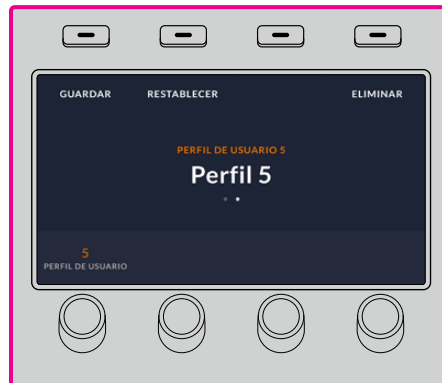 GUARDAR RESTABLECER ELIMINAR
PERFIL DE USUARIO 5
Perfil 5
5
PERFIL DE USUARIO